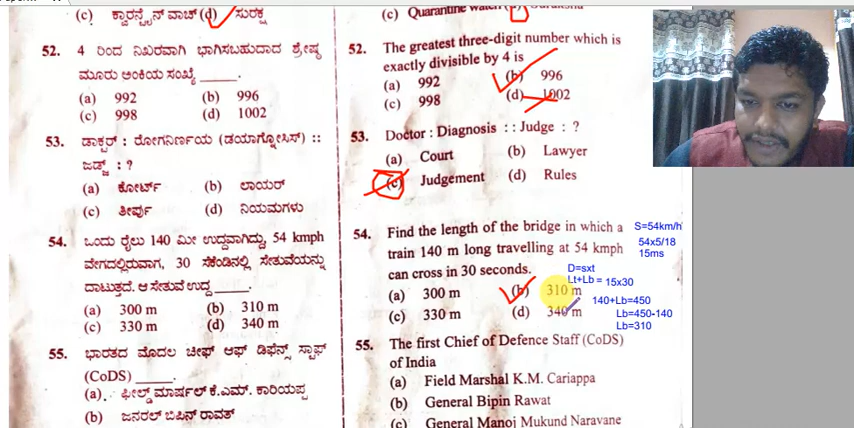 (c) ಕ್ವಾರನ್ಟೈನ್ ವಾಚ್ (d) ಸುರಕ್ಷ
52. 4 ರಿಂದ ನಿಖರವಾಗಿ ಭಾಗಿಸಬಹುದಾದ ಶ್ರೇಷ್ಠ
ಮೂರು ಅಂಕಿಯ ಸಂಖ್ಯೆ ______.
(a) 992 (b) 996
(c) 998 (d) 1002
53. ಡಾಕ್ಟರ್ : ರೋಗನಿರ್ಣಯ (ಡಯಾಗ್ನೋಸಿಸ್) ::
ಜಡ್ಜ್ : ?
(a) ಕೋರ್ಟ್ (b) ಲಾಯರ್
(c) ತೀರ್ಪು (d) ನಿಯಮಗಳು
54. ಒಂದು ರೈಲು 140 ಮೀ ಉದ್ದವಾಗಿದ್ದು, 54 kmph
ವೇಗದಲ್ಲಿರುವಾಗ, 30 ಸೆಕೆಂಡಿನಲ್ಲಿ ಸೇತುವೆಯನ್ನು
ದಾಟುತ್ತದೆ. ಆ ಸೇತುವೆ ಉದ್ದ ______.
(a) 300 m (b) 310 m
(c) 330 m (d) 340 m
55. ಭಾರತದ ಮೊದಲ ಚೀಫ್ ಆಫ್ ಡಿಫೆನ್ಸ್ ಸ್ಟಾಫ್
(CoDS) ______.
(a) ಫೀಲ್ಡ್ ಮಾರ್ಷಲ್ ಕೆ.ಎಮ್. ಕಾರಿಯಪ್ಪ
(b) ಜನರಲ್ ಬಿಪಿನ್ ರಾವತ್
(c) Quarantine watch
52. The greatest three-digit number which is
exactly divisible by 4 is
(a) 992 (b) 996
(c) 998 (d) 1002
53. Doctor : Diagnosis : : Judge : ?
(a) Court (b) Lawyer
(c) Judgement (d) Rules
54. Find the length of the bridge in which a
train 140 m long travelling at 54 kmph
can cross in 30 seconds.
(a) 300 m (b) 310 m
(c) 330 m (d) 340 m
55. The first Chief of Defence Staff (CoDS)
of India
(a) Field Marshal K.M. Cariappa
(b) General Bipin Rawat
(c) General Manoj Mukund Naravane
S=54km/h
54x5/18
15ms
D=sxt
Lt+Lb = 15x30
140+Lb=450
Lb=450-140
Lb=310